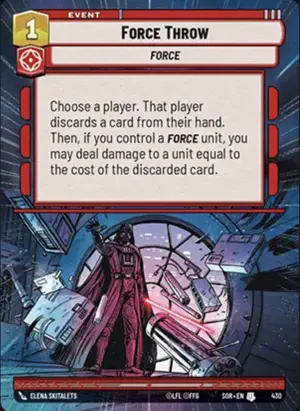 EVENT
1
FORCE THROW
FORCE
Choose a player. That player
discards a card from their hand.
Then, if you control a FORCE unit, you
may deal damage to a unit equal to
the cost of the discarded card.
ELENA SKITALETS
©LFL ©FFG
SOR•EN
430